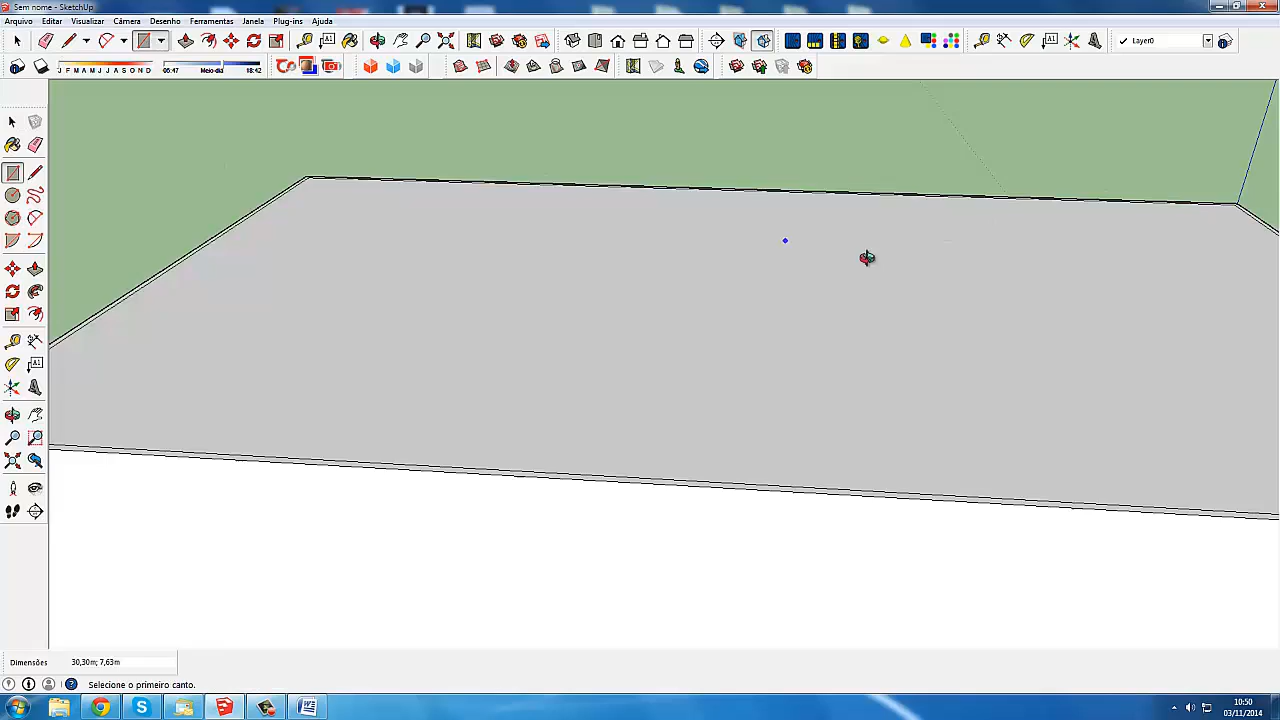 Sem nome - SketchUp
Arquivo Editar Visualizar Câmera Desenho Ferramentas Janela Plug-ins Ajuda
Layer0
J F M A M J J A S O N D 05:47 Meio-dia 18:42
Dimensões 30,30m; 7,63m
Selecione o primeiro canto.
10:50
03/11/2014